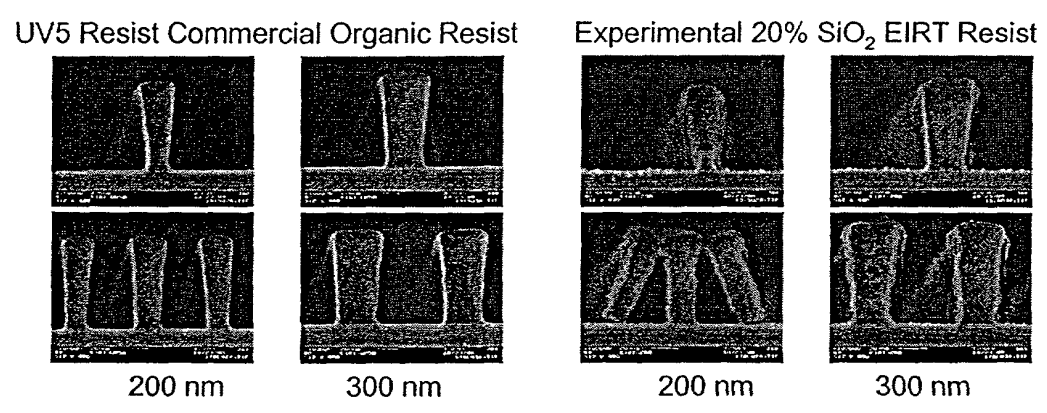 UV5 Resist Commercial Organic Resist
Experimental 20% SiO₂ EIRT Resist
200 nm
300 nm
200 nm
300 nm